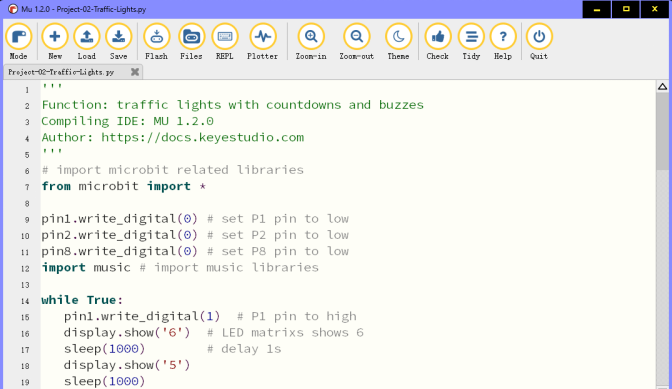 Mu 1.2.0 - Project-02-Traffic-Lights.py
Mode New Load Save Flash Files REPL Plotter Zoom-in Zoom-out Theme Check Tidy Help Quit
Project-02-Traffic-Lights.py
1 '''
2 Function: traffic lights with countdowns and buzzes
3 Compiling IDE: MU 1.2.0
4 Author: https://docs.keyestudio.com
5 '''
6 # import microbit related libraries
7 from microbit import *
8
9 pin1.write_digital(0) # set P1 pin to low
10 pin2.write_digital(0) # set P2 pin to low
11 pin8.write_digital(0) # set P8 pin to low
12 import music # import music libraries
13
14 while True:
15 pin1.write_digital(1) # P1 pin to high
16 display.show('6') # LED matrixs shows 6
17 sleep(1000) # delay 1s
18 display.show('5')
19 sleep(1000)